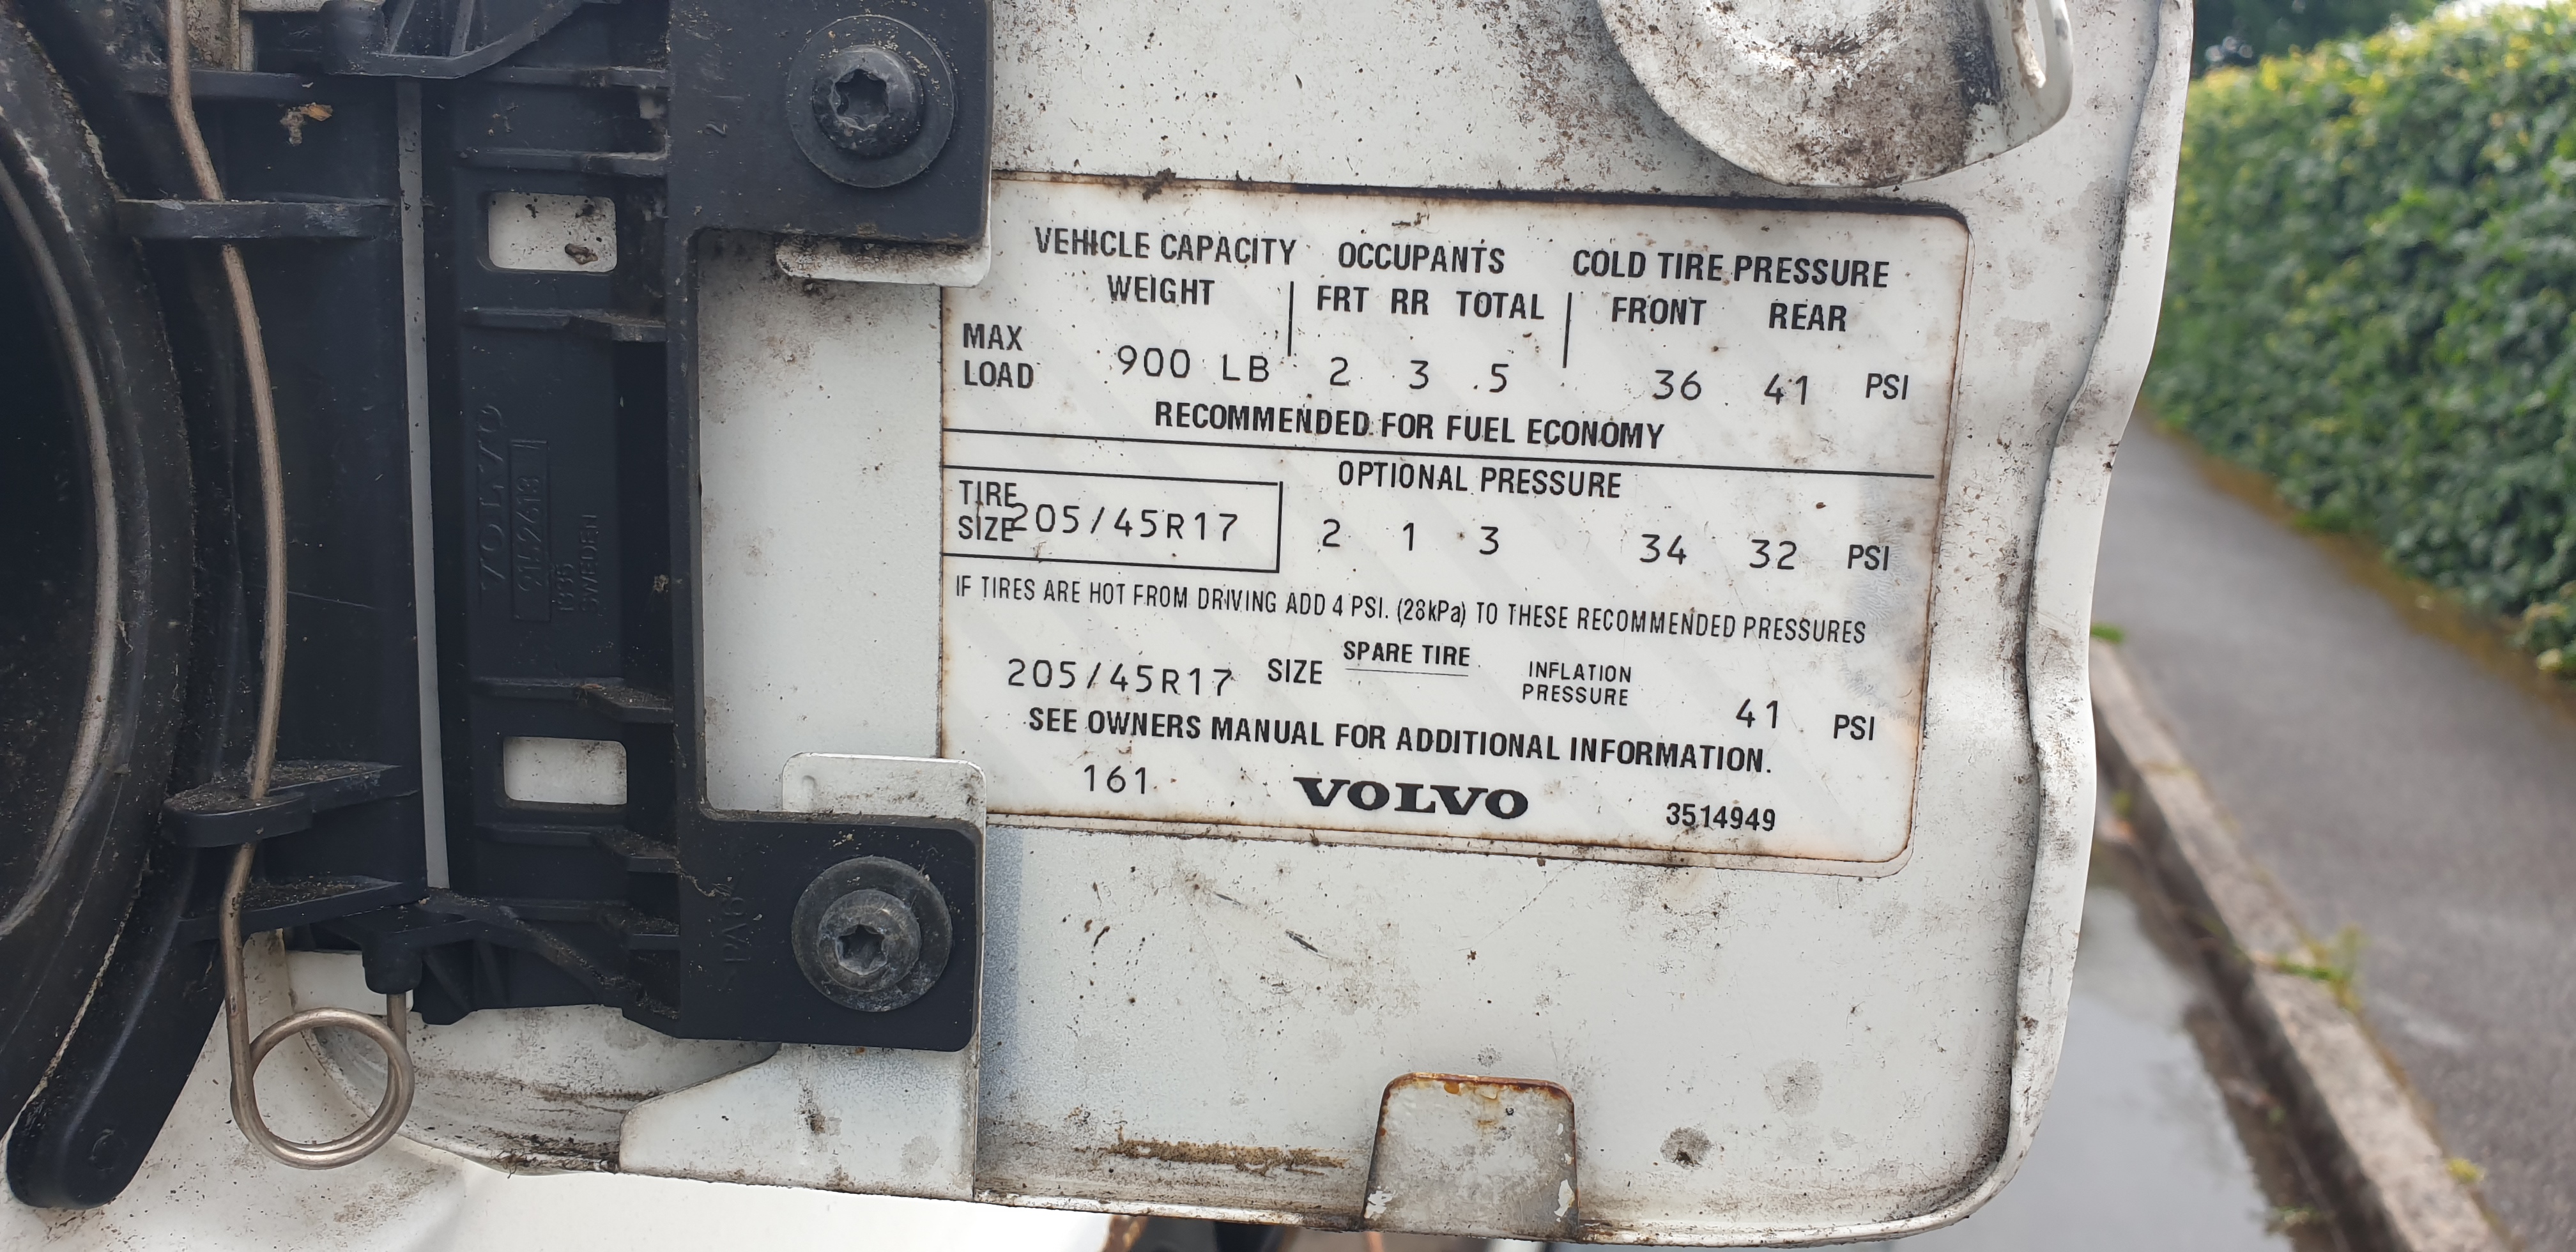 VEHICLE CAPACITY OCCUPANTS COLD TIRE PRESSURE
WEIGHT FRT RR TOTAL FRONT REAR
MAX LOAD 900 LB 2 3 5 36 41 PSI
RECOMMENDED FOR FUEL ECONOMY
OPTIONAL PRESSURE
TIRE SIZE 205/45R17 2 1 3 34 32 PSI
IF TIRES ARE HOT FROM DRIVING ADD 4 PSI. (28kPa) TO THESE RECOMMENDED PRESSURES
SPARE TIRE
205/45R17 SIZE INFLATION PRESSURE 41 PSI
SEE OWNERS MANUAL FOR ADDITIONAL INFORMATION.
161 VOLVO 3514949
VOLVO
9152613
SWEDEN